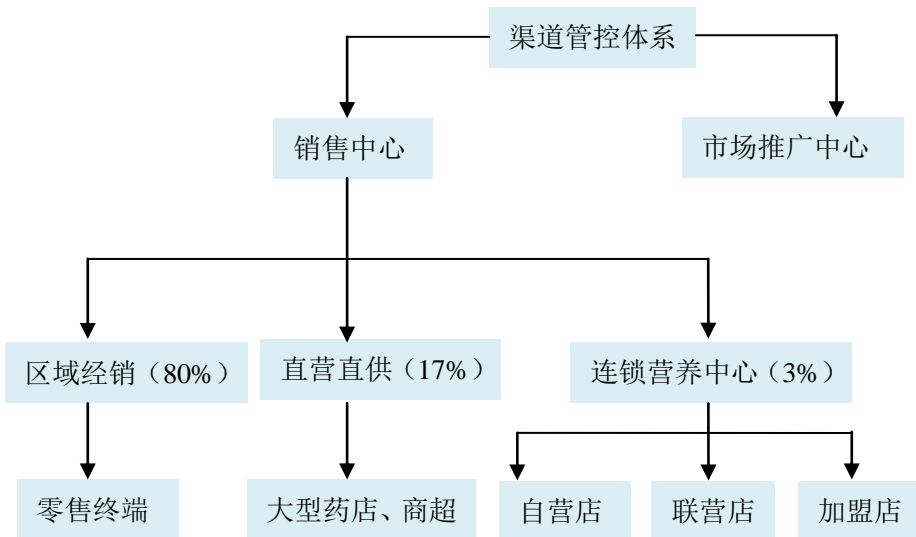 渠道管控体系
销售中心
市场推广中心
区域经销（80%）
直营直供（17%）
连锁营养中心（3%）
零售终端
大型药店、商超
自营店
联营店
加盟店